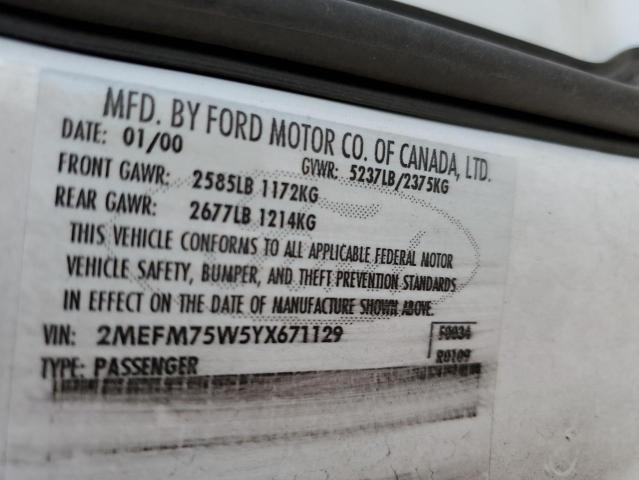 MFD. BY FORD MOTOR CO. OF CANADA, LTD.
DATE: 01/00 GVWR: 5237LB/2375KG
FRONT GAWR: 2585LB 1172KG
REAR GAWR: 2677LB 1214KG
THIS VEHICLE CONFORMS TO ALL APPLICABLE FEDERAL MOTOR
VEHICLE SAFETY, BUMPER, AND THEFT PREVENTION STANDARDS
IN EFFECT ON THE DATE OF MANUFACTURE SHOWN ABOVE.
VIN: 2MEFM75W5YX671129 F0034
TYPE: PASSENGER R0109